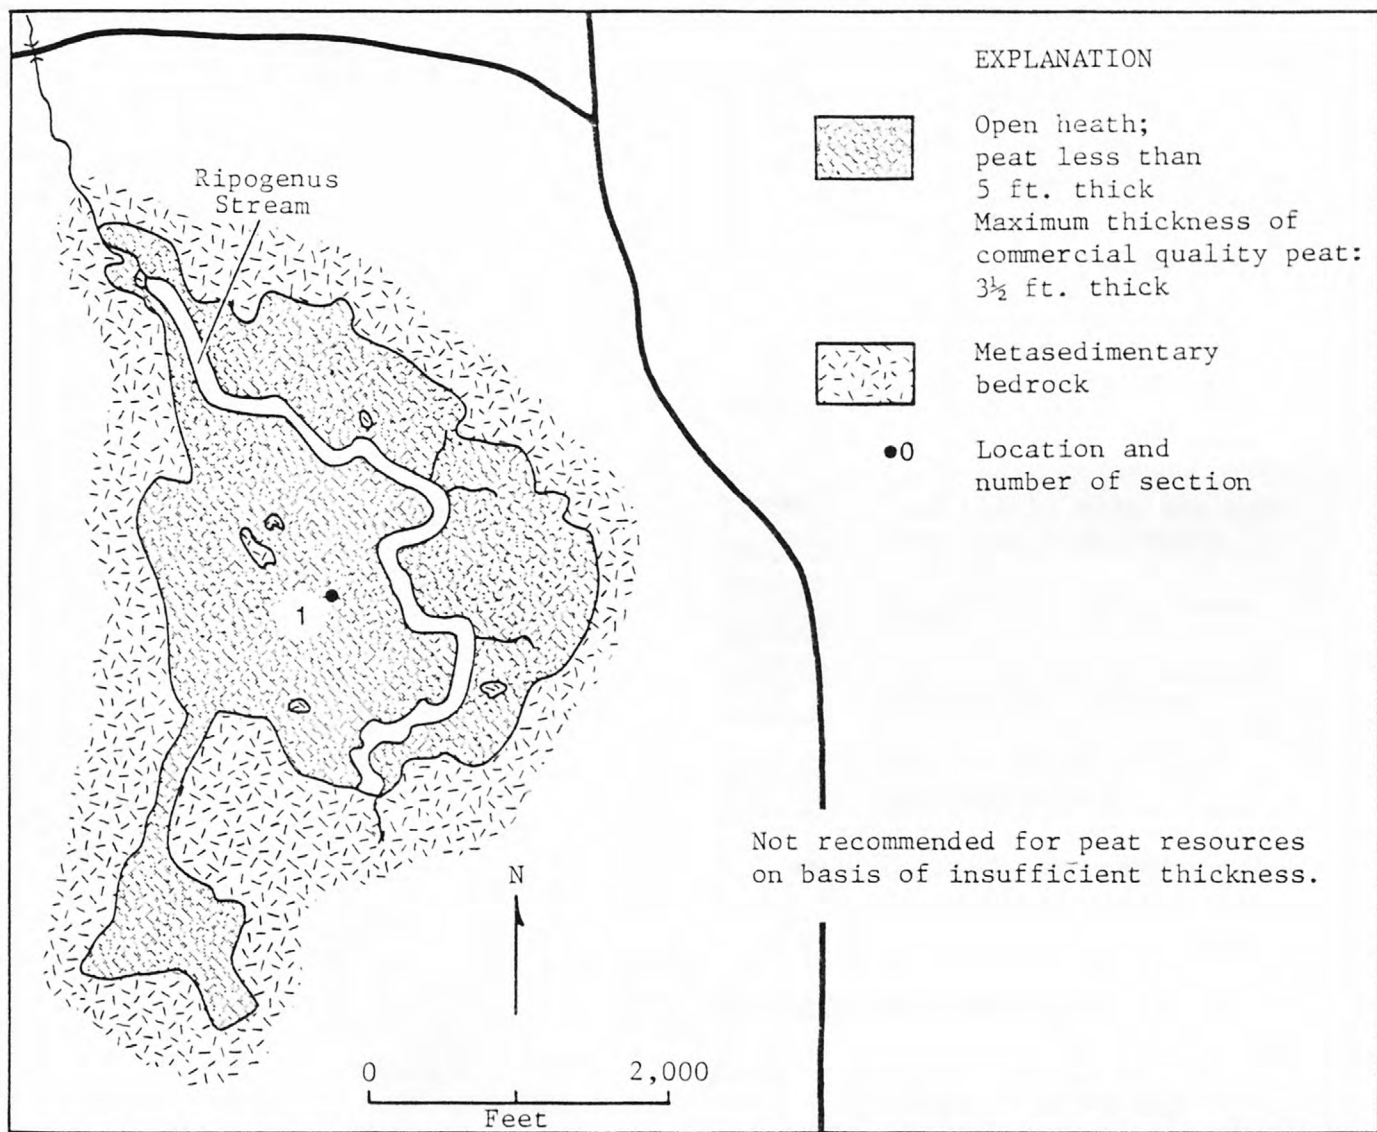 EXPLANATION
Open heath;
peat less than
5 ft. thick
Maximum thickness of
commercial quality peat:
3½ ft. thick
Metasedimentary
bedrock
0
Location and
number of section
Ripogenus
Stream
1
Not recommended for peat resources
on basis of insufficient thickness.
N
0 2,000
Feet